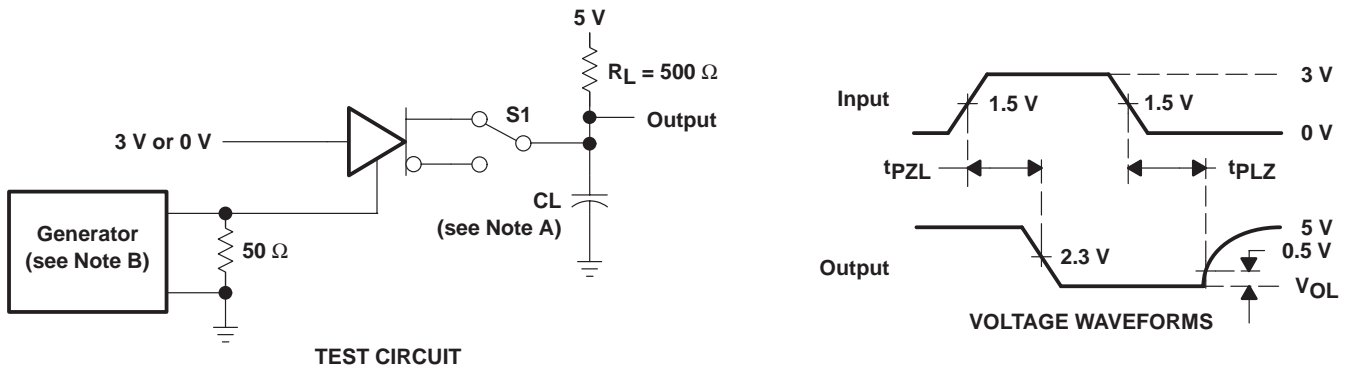 5 V
RL = 500 Ω
S1
Output
3 V or 0 V
CL
(see Note A)
Generator
(see Note B)
50 Ω
TEST CIRCUIT
Input
3 V
1.5 V
1.5 V
0 V
tPZL
tPLZ
Output
5 V
0.5 V
2.3 V
VOL
VOLTAGE WAVEFORMS